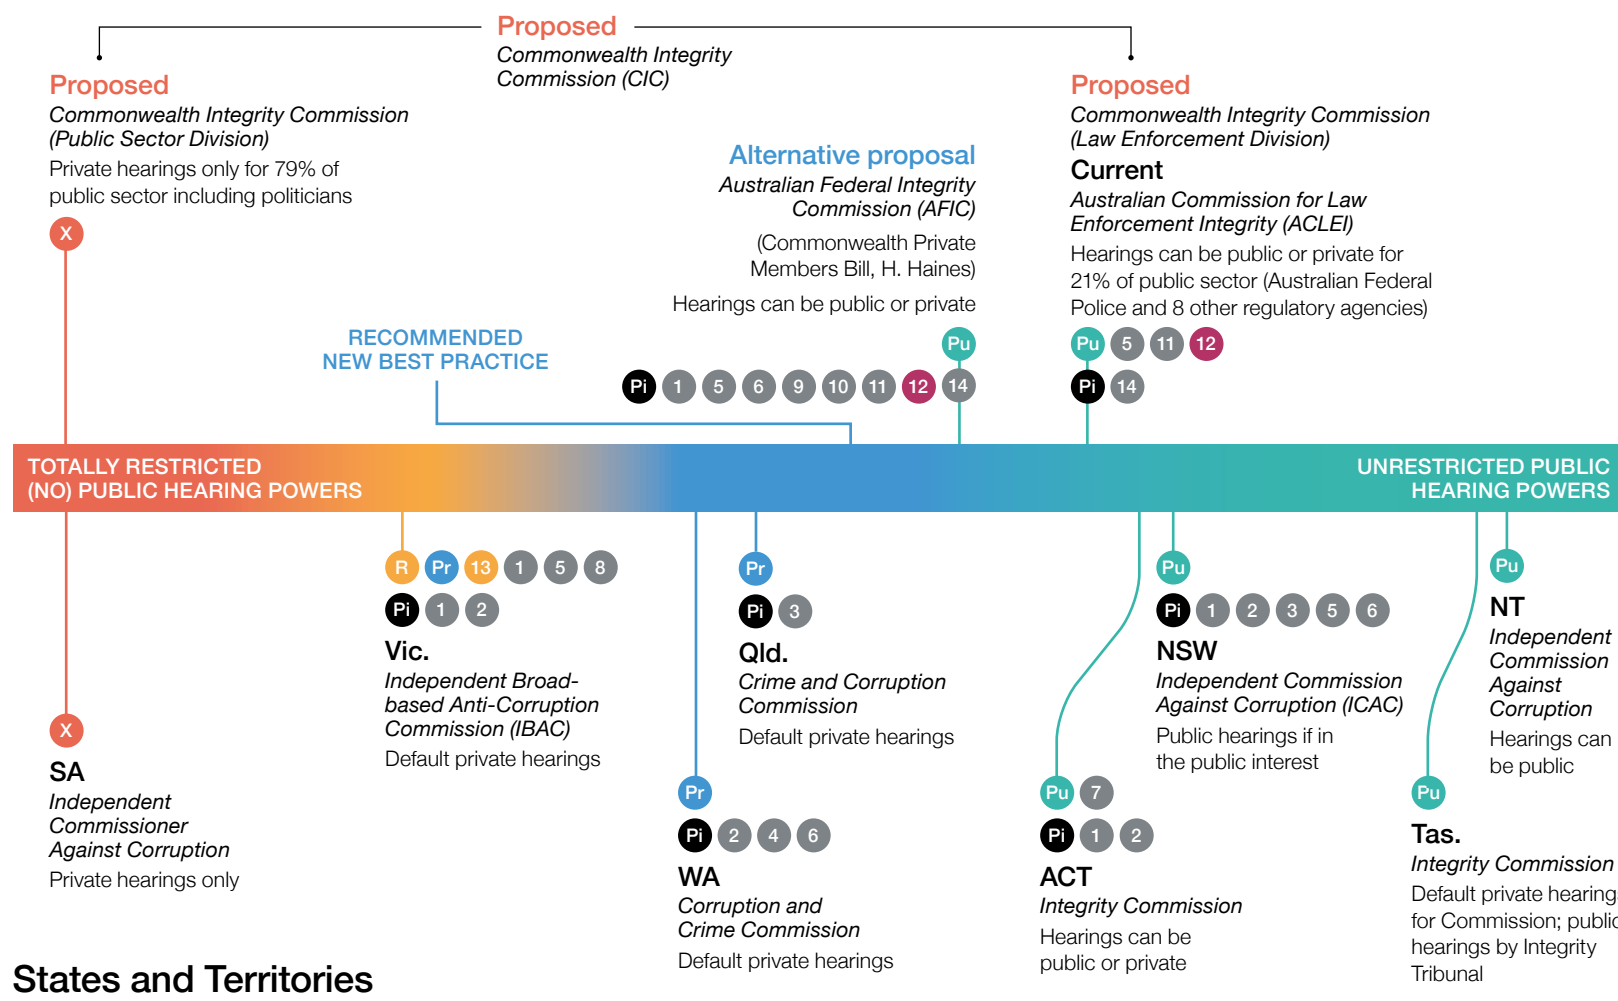 Proposed
Commonwealth Integrity
Commission (CIC)
Proposed
Commonwealth Integrity Commission
(Public Sector Division)
Private hearings only for 79% of
public sector including politicians
X
Alternative proposal
Australian Federal Integrity
Commission (AFIC)
(Commonwealth Private
Members Bill, H. Haines)
Hearings can be public or private
Pu
Pi 1 5 6 9 10 11 12 14
Proposed
Commonwealth Integrity Commission
(Law Enforcement Division)
Current
Australian Commission for Law
Enforcement Integrity (ACLEI)
Hearings can be public or private for
21% of public sector (Australian Federal
Police and 8 other regulatory agencies)
Pu 5 11 12
Pi 14
RECOMMENDED
NEW BEST PRACTICE
TOTALLY RESTRICTED
(NO) PUBLIC HEARING POWERS
UNRESTRICTED PUBLIC
HEARING POWERS
X
SA
Independent
Commissioner
Against Corruption
Private hearings only
R Pr 13 1 5 8
Pi 1 2
Vic.
Independent Broad-
based Anti-Corruption
Commission (IBAC)
Default private hearings
Pr
Pi 2 4 6
WA
Corruption and
Crime Commission
Default private hearings
Pr
Pi 3
Qld.
Crime and Corruption
Commission
Default private hearings
Pu 7
Pi 1 2
ACT
Integrity Commission
Hearings can be
public or private
Pu
Pi 1 2 3 5 6
NSW
Independent Commission
Against Corruption (ICAC)
Public hearings if in
the public interest
Pu
Tas.
Integrity Commission
Default private hearings
for Commission; public
hearings by Integrity
Tribunal
Pu
NT
Independent
Commission
Against
Corruption
Hearings can
be public
States and Territories